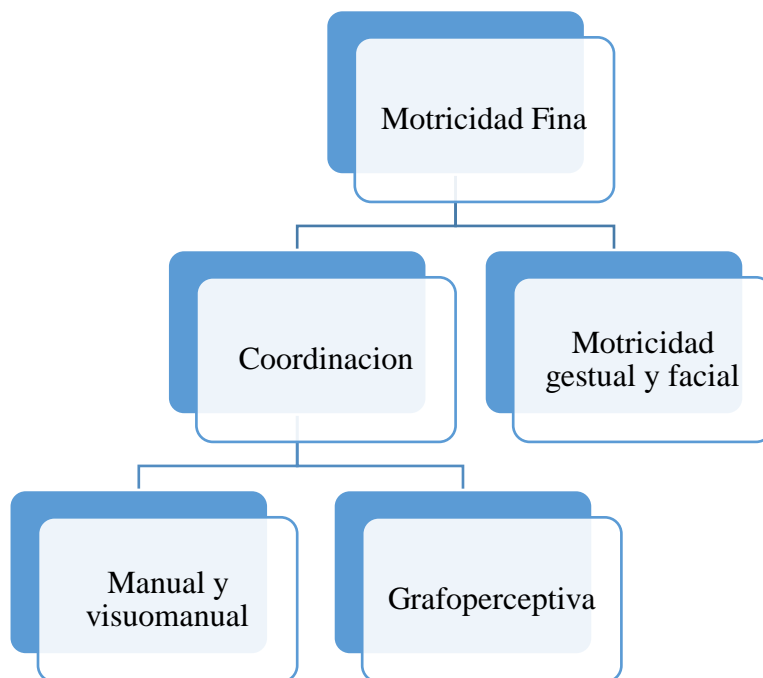 Motricidad Fina
Coordinacion
Motricidad
gestual y facial
Manual y
visuomanual
Grafoperceptiva